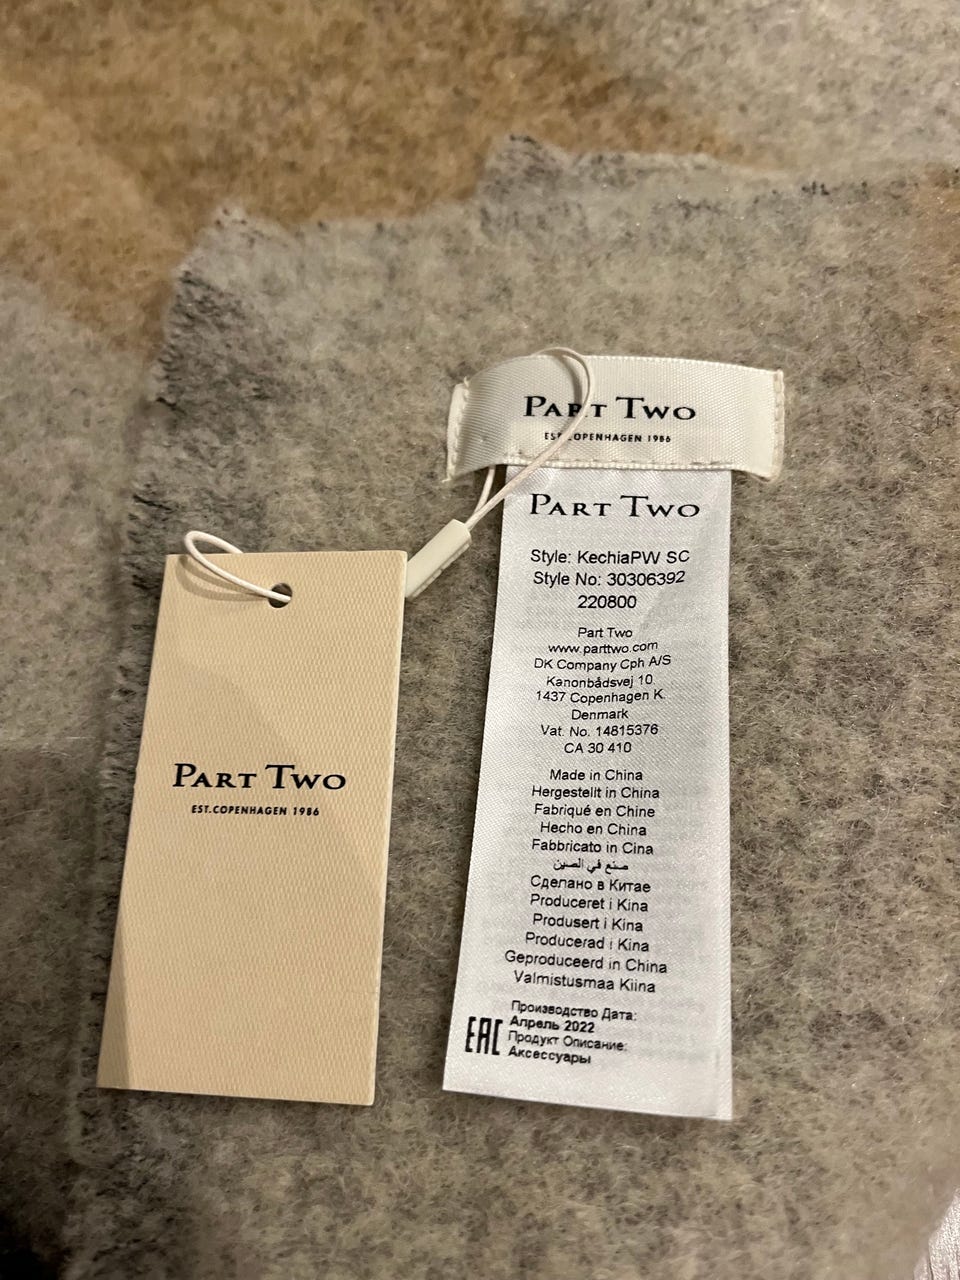 PART TWO
EST.COPENHAGEN 1986
PART TWO
Style: KechiaPW SC
Style No: 30306392
220800
Part Two
www.parttwo.com
DK Company Cph A/S
Kanonbådsvej 10
1437 Copenhagen K
Denmark
Vat. No. 14815376
CA 30 410
Made in China
Hergestellt in China
Fabriqué en Chine
Hecho en China
Fabbricato in Cina
صنع في الصين
Сделано в Китае
Produceret i Kina
Produsert i Kina
Producerad i Kina
Geproduceerd in China
Valmistusmaa Kiina
Производство Дата:
Апрель 2022
Продукт Описание:
Аксессуары
EAC
PART TWO
EST.COPENHAGEN 1986